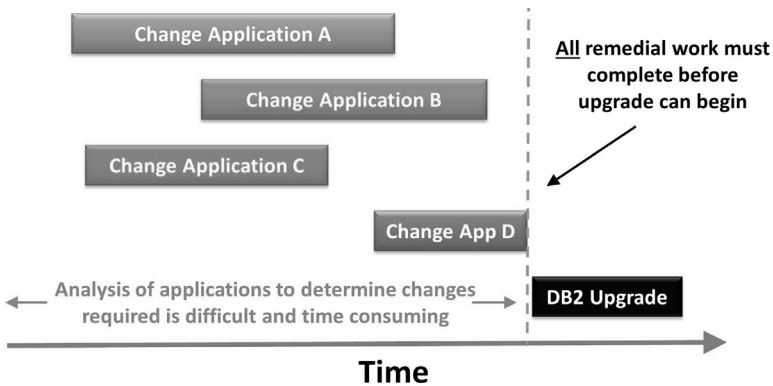 Change Application A
All remedial work must
complete before
upgrade can begin
Change Application B
Change Application C
Change App D
Analysis of applications to determine changes
required is difficult and time consuming
DB2 Upgrade
Time